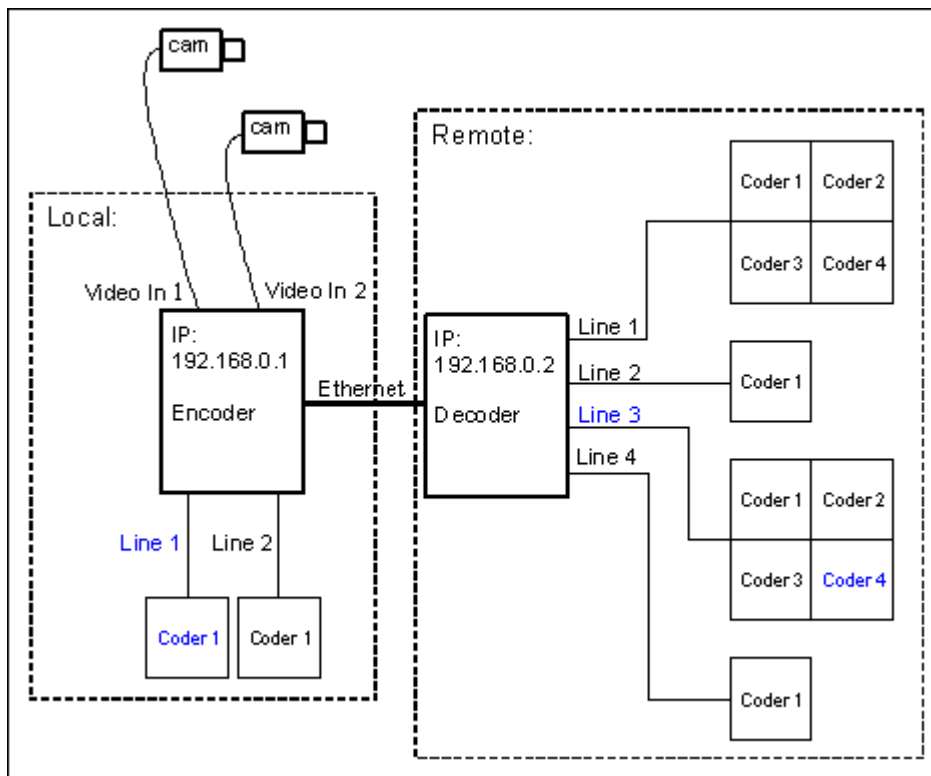 cam
cam
Remote:
Local:
Video In 1
Video In 2
IP:
192.168.0.1
Encoder
Ethernet
IP:
192.168.0.2
Decoder
Line 1
Line 2
Line 3
Line 4
Coder 1
Coder 2
Coder 3
Coder 4
Coder 1
Coder 1
Coder 2
Coder 3
Coder 4
Coder 1
Line 1
Line 2
Coder 1
Coder 1